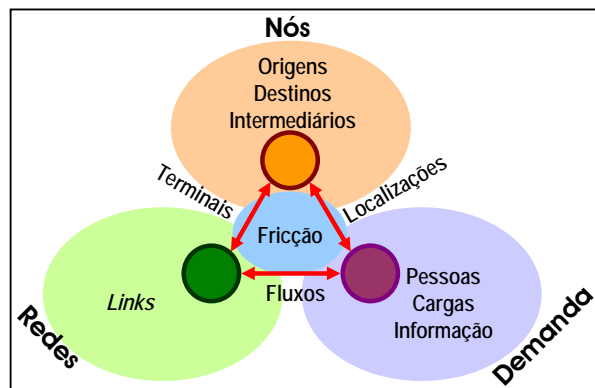 Nós
Origens
Destinos
Intermediários
Terminais
Localizações
Fricção
Fluxos
Links
Pessoas
Cargas
Informação
Redes
Demanda